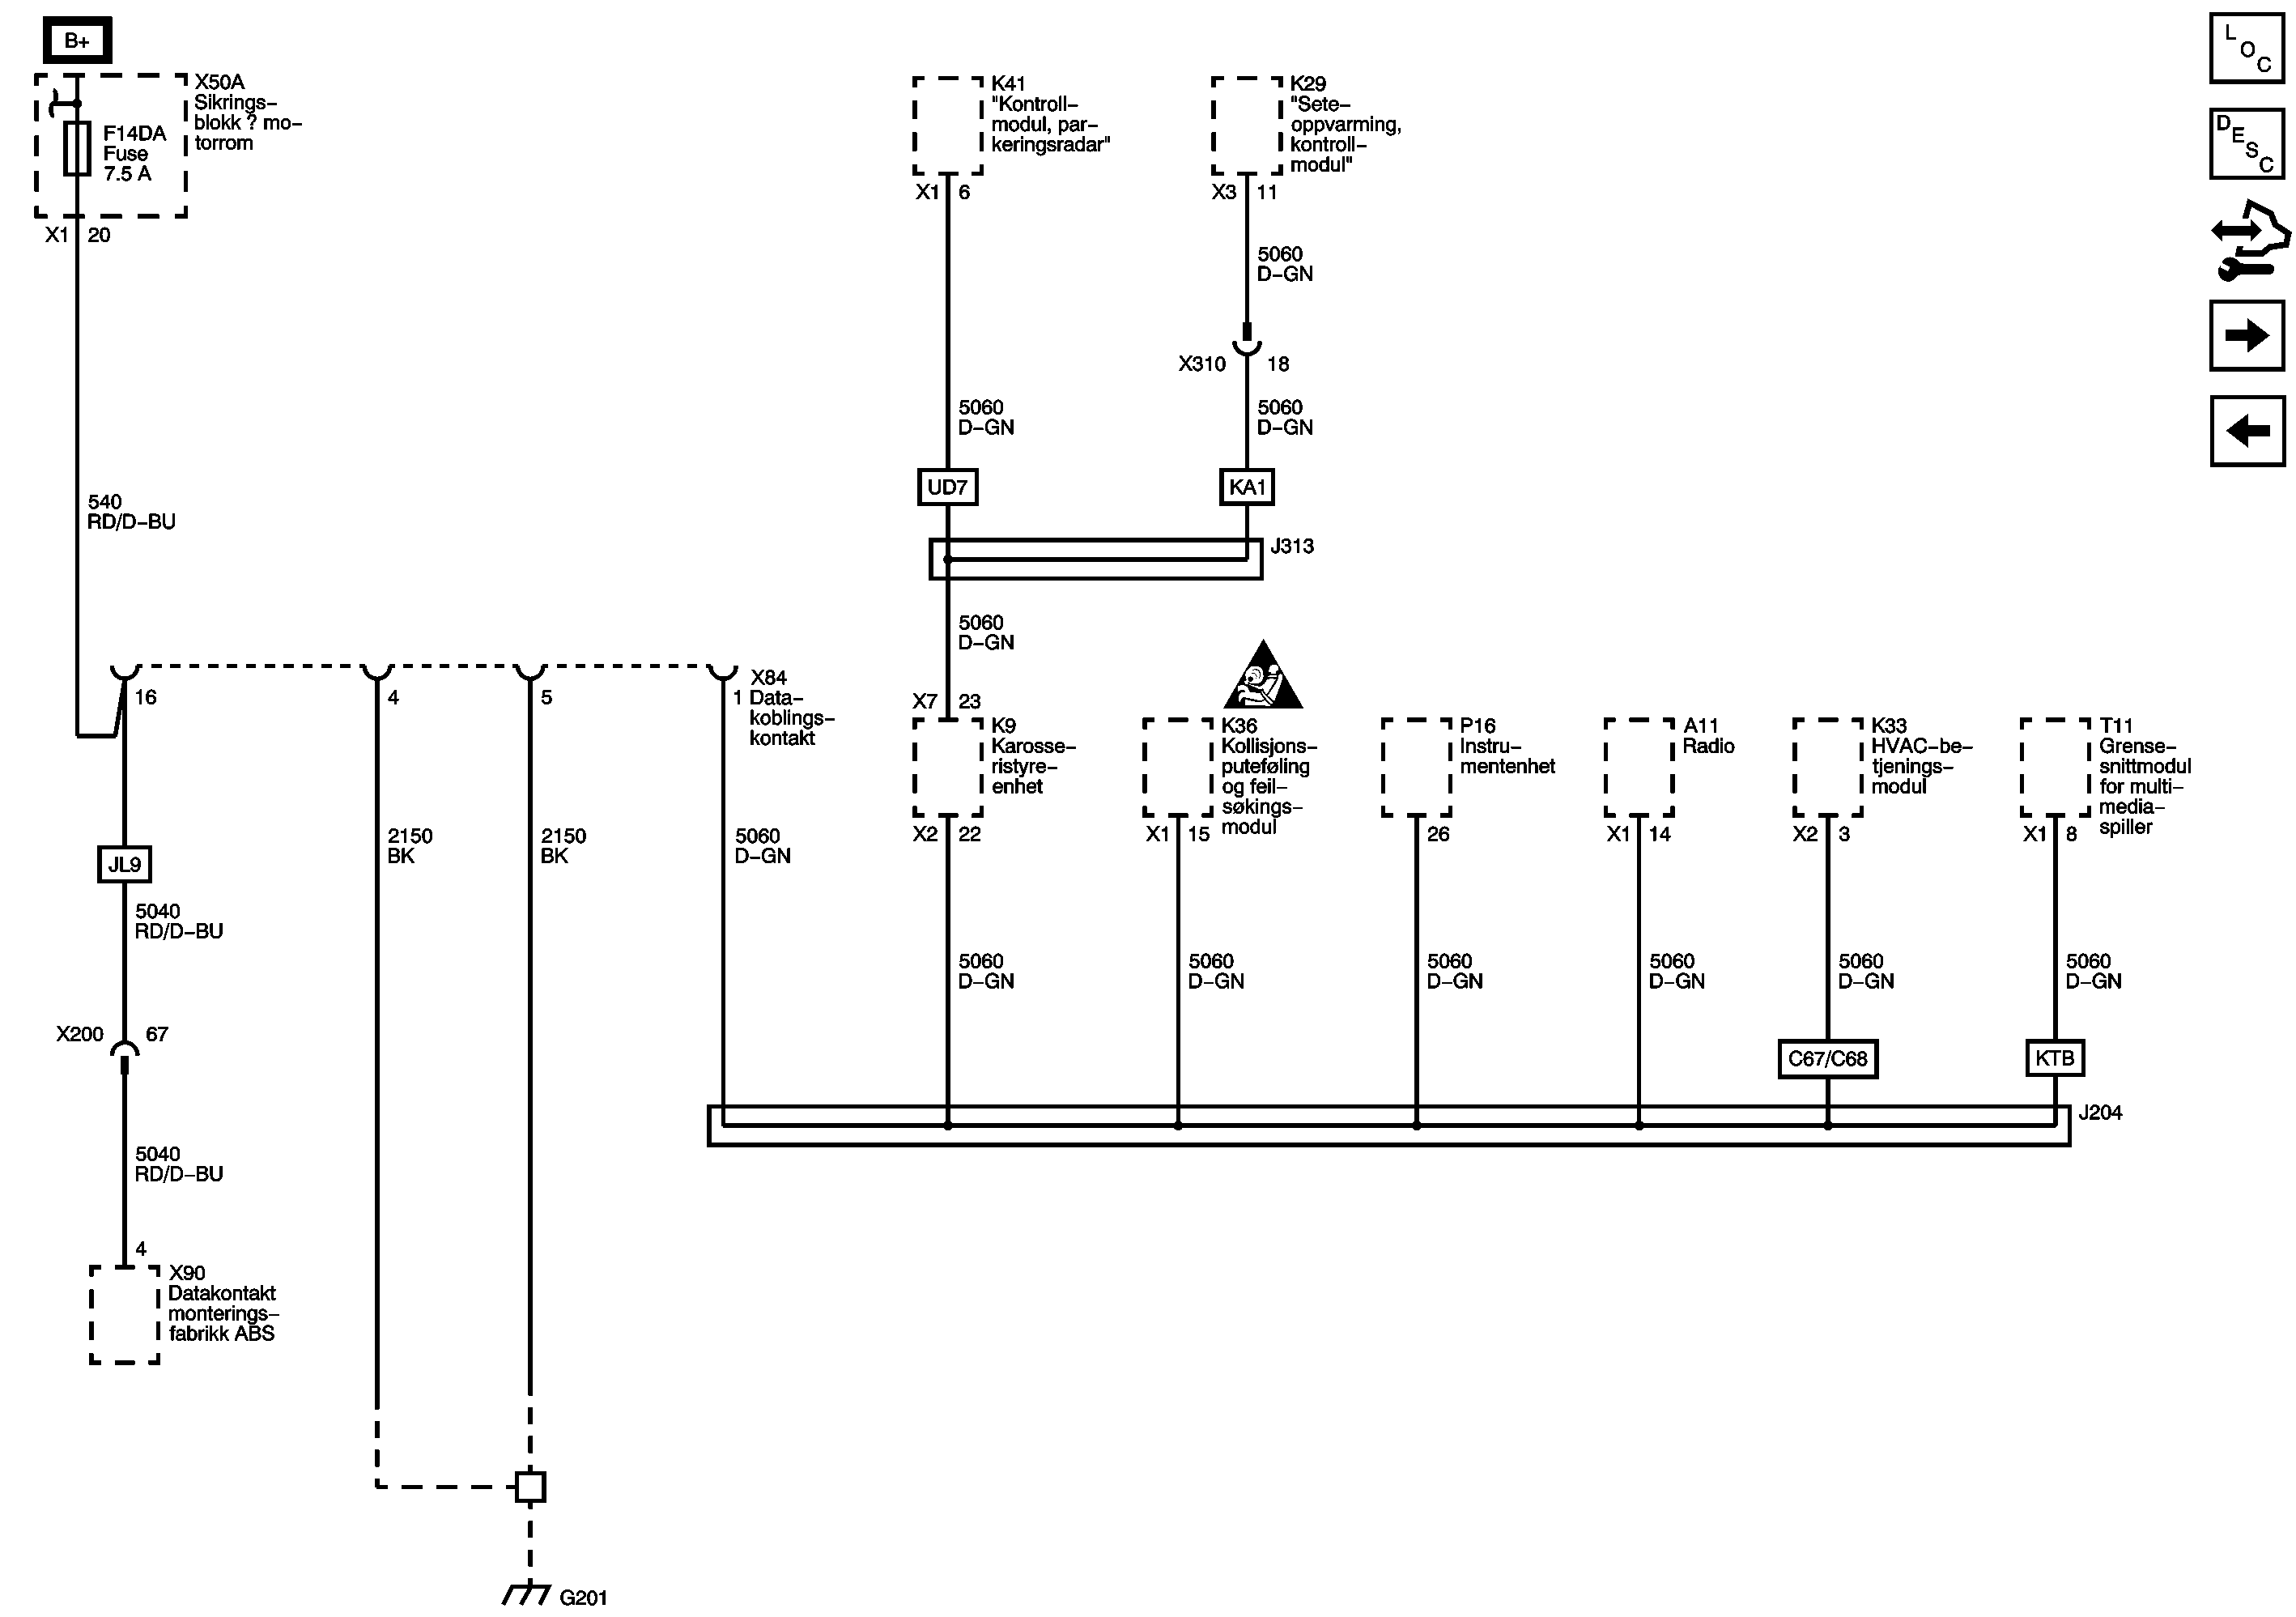 B+
X50A
Sikrings–
blokk ? mo–
torrom
F14DA
Fuse
7.5 A
X1 20
540
RD/D–BU
K41
"Kontroll–
modul, par–
keringsradar"
X1 6
K29
"Sete–
oppvarming,
kontroll–
modul"
X3 11
5060
D–GN
X310 18
5060
D–GN
5060
D–GN
UD7
KA1
J313
5060
D–GN
L
O
C
D
E
S
C
16
4
5
1
X84
Data–
koblings–
kontakt
X7 23
K9
Karosse–
ristyre–
enhet
X2 22
K36
Kollisjons–
puteføling
og feil–
søkings–
modul
X1 15
P16
Instru–
mentenhet
26
A11
Radio
X1 14
K33
HVAC–be–
tjenings–
modul
X2 3
T11
Grense–
snittmodul
for multi–
media–
spiller
X1 8
JL9
2150
BK
2150
BK
5060
D–GN
5040
RD/D–BU
5060
D–GN
5060
D–GN
5060
D–GN
5060
D–GN
5060
D–GN
5060
D–GN
X200 67
C67/C68
KTB
J204
5040
RD/D–BU
4
X90
Datakontakt
monterings–
fabrikk ABS
G201